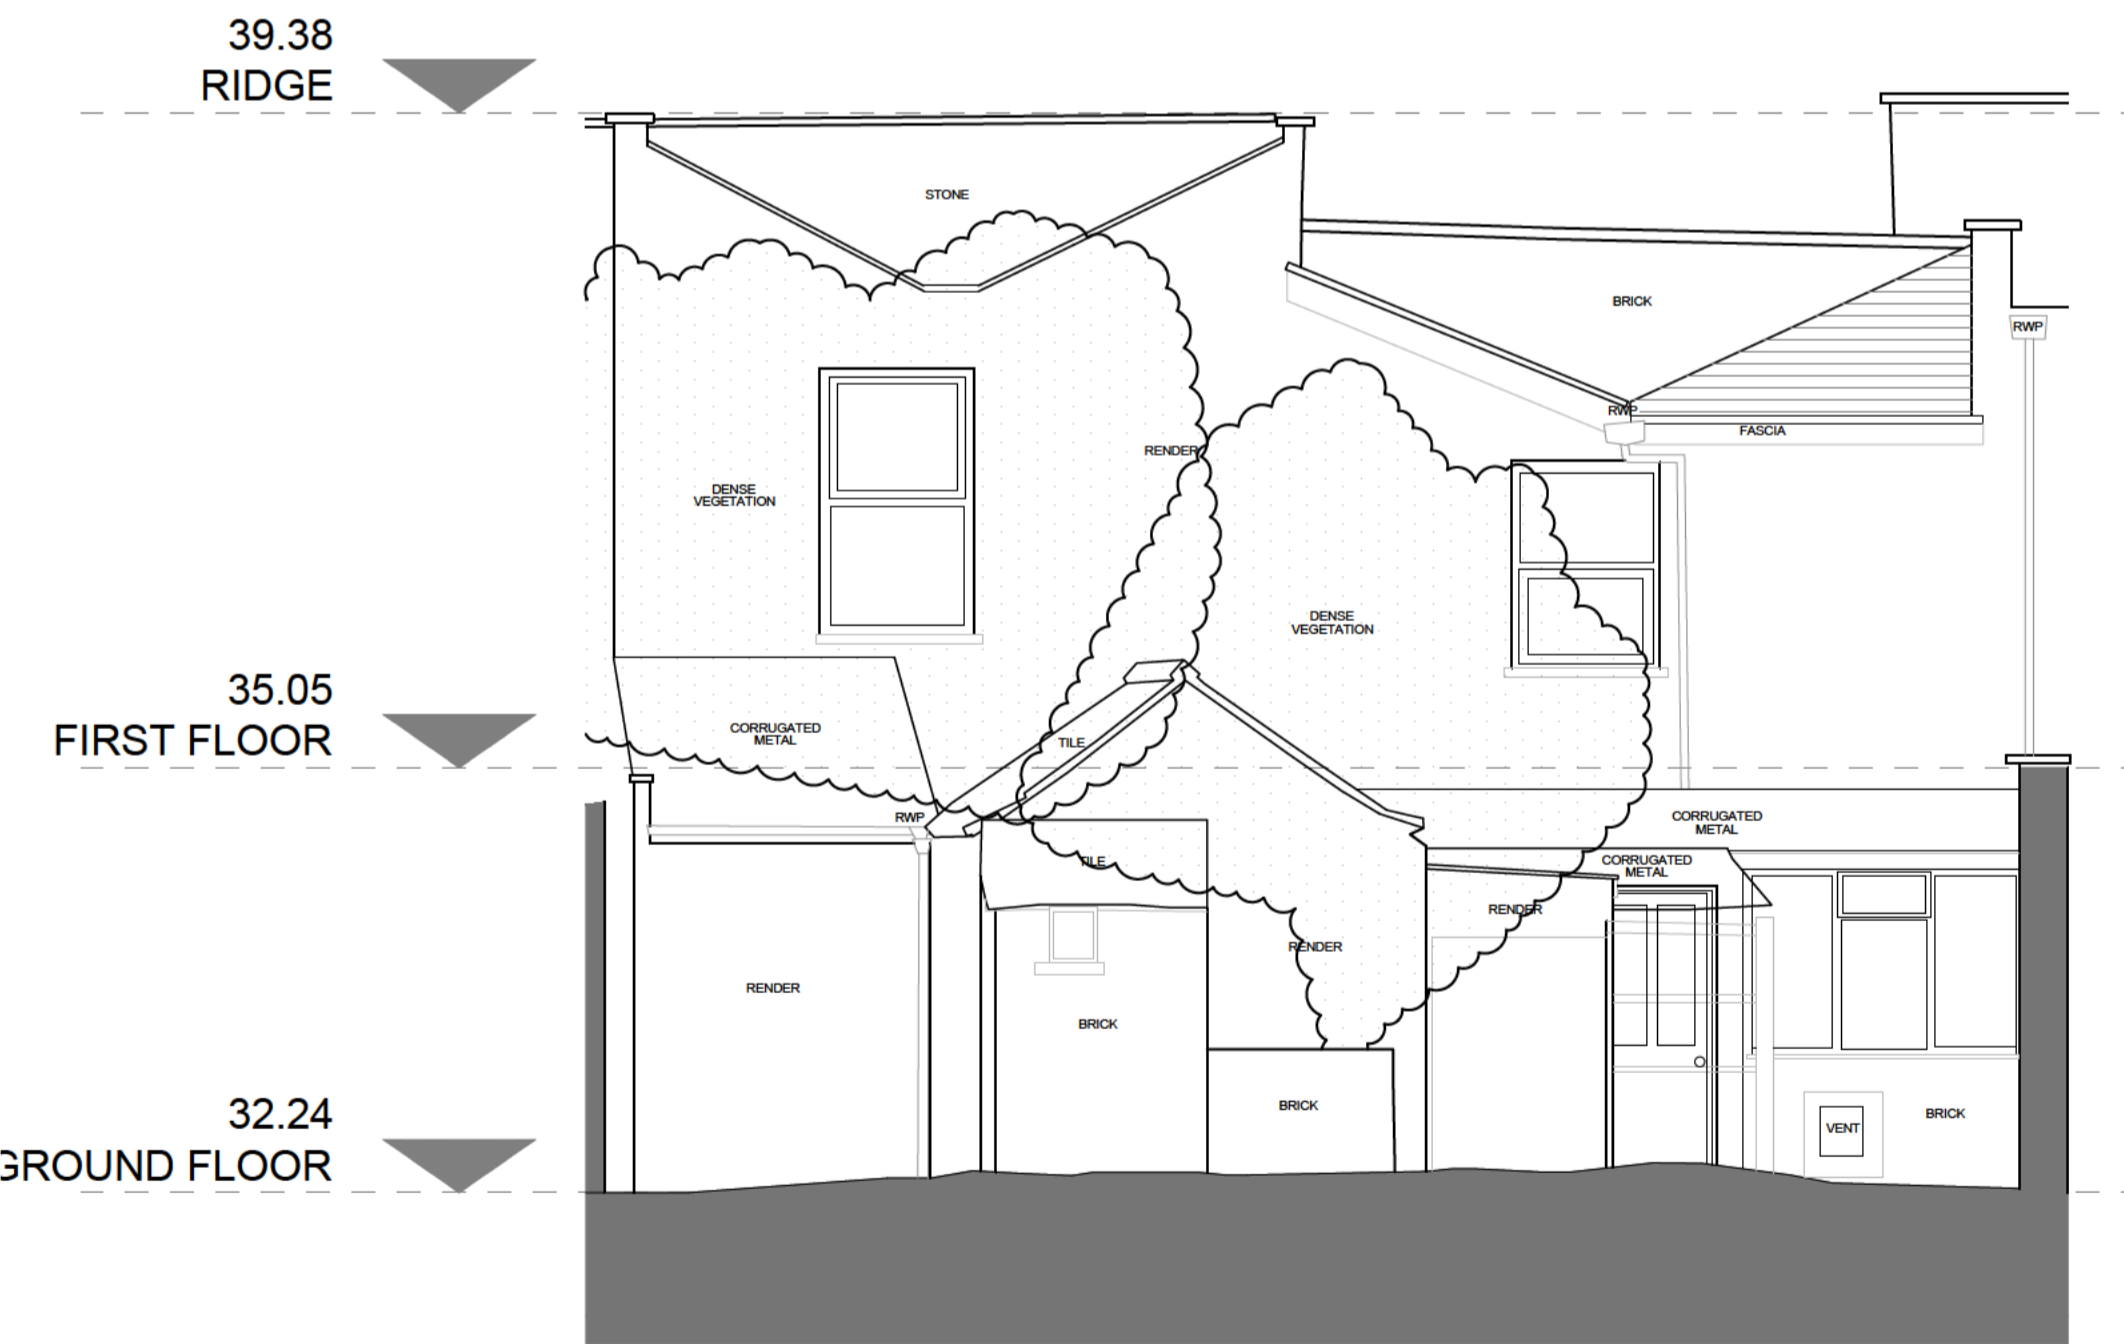 39.38
RIDGE
STONE
BRICK
RWP
RWP
FASCIA
RENDER
DENSE
VEGETATION
DENSE
VEGETATION
35.05
FIRST FLOOR
CORRUGATED
METAL
TILE
RWP
CORRUGATED
METAL
TILE
CORRUGATED
METAL
RENDER
RENDER
RENDER
BRICK
BRICK
32.24
GROUND FLOOR
VENT
BRICK